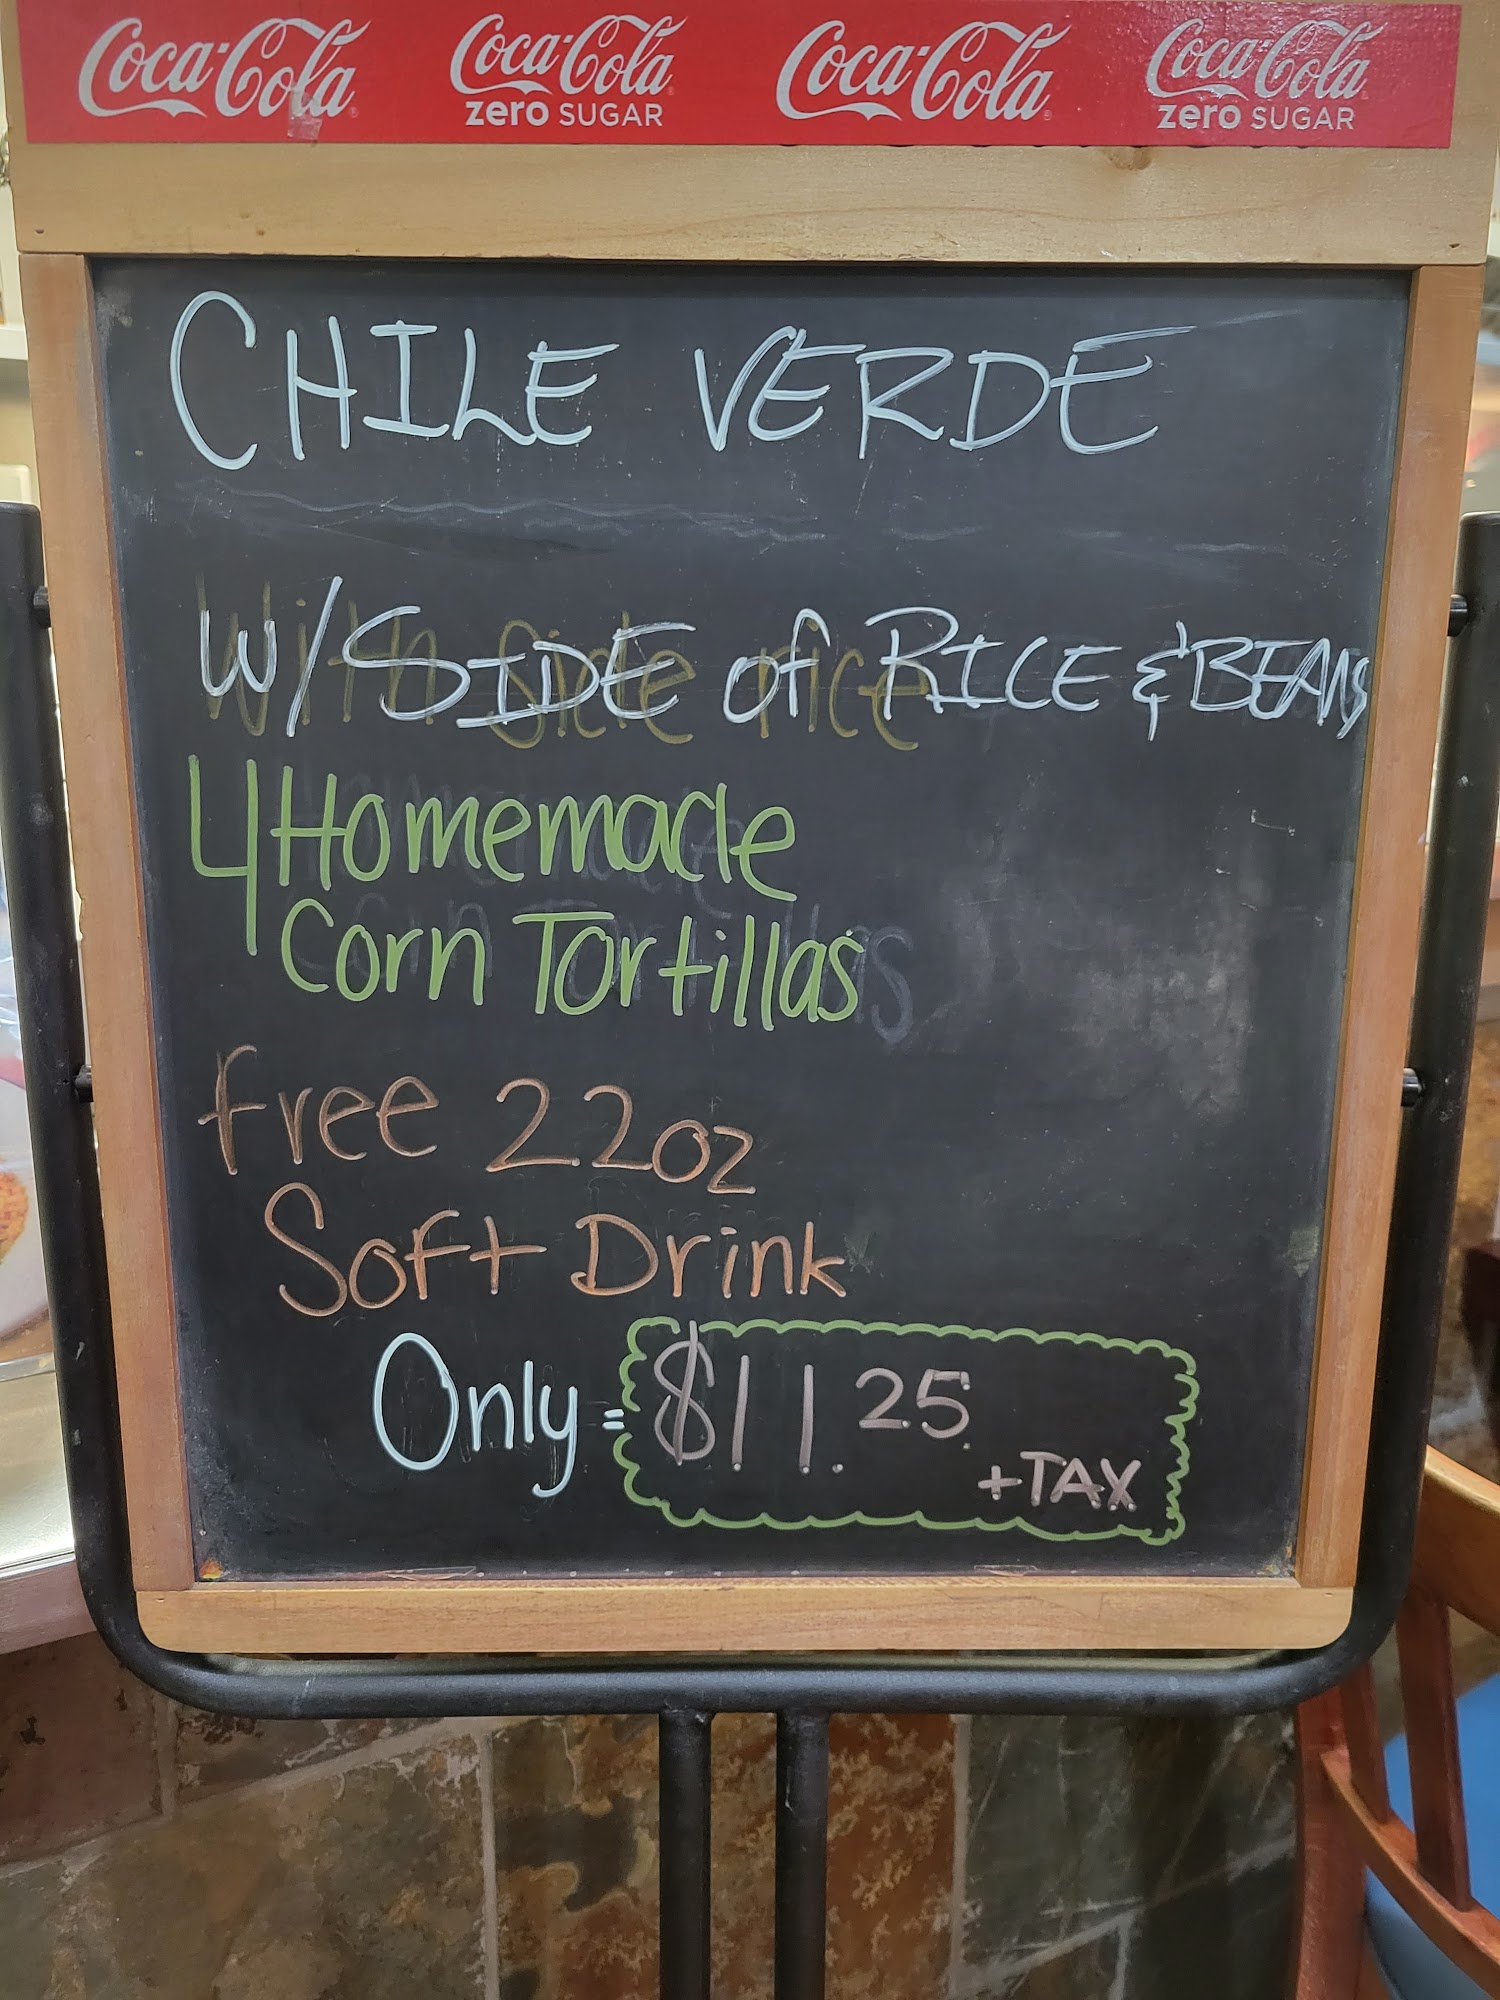 Coca-Cola Coca-Cola Coca-Cola Coca-Cola
zero SUGAR zero SUGAR
CHILE VERDE
W/ SIDE of RICE & BEANS
4 Homemade
Corn Tortillas
free 22oz
Soft Drink
Only = $11.25
+TAX